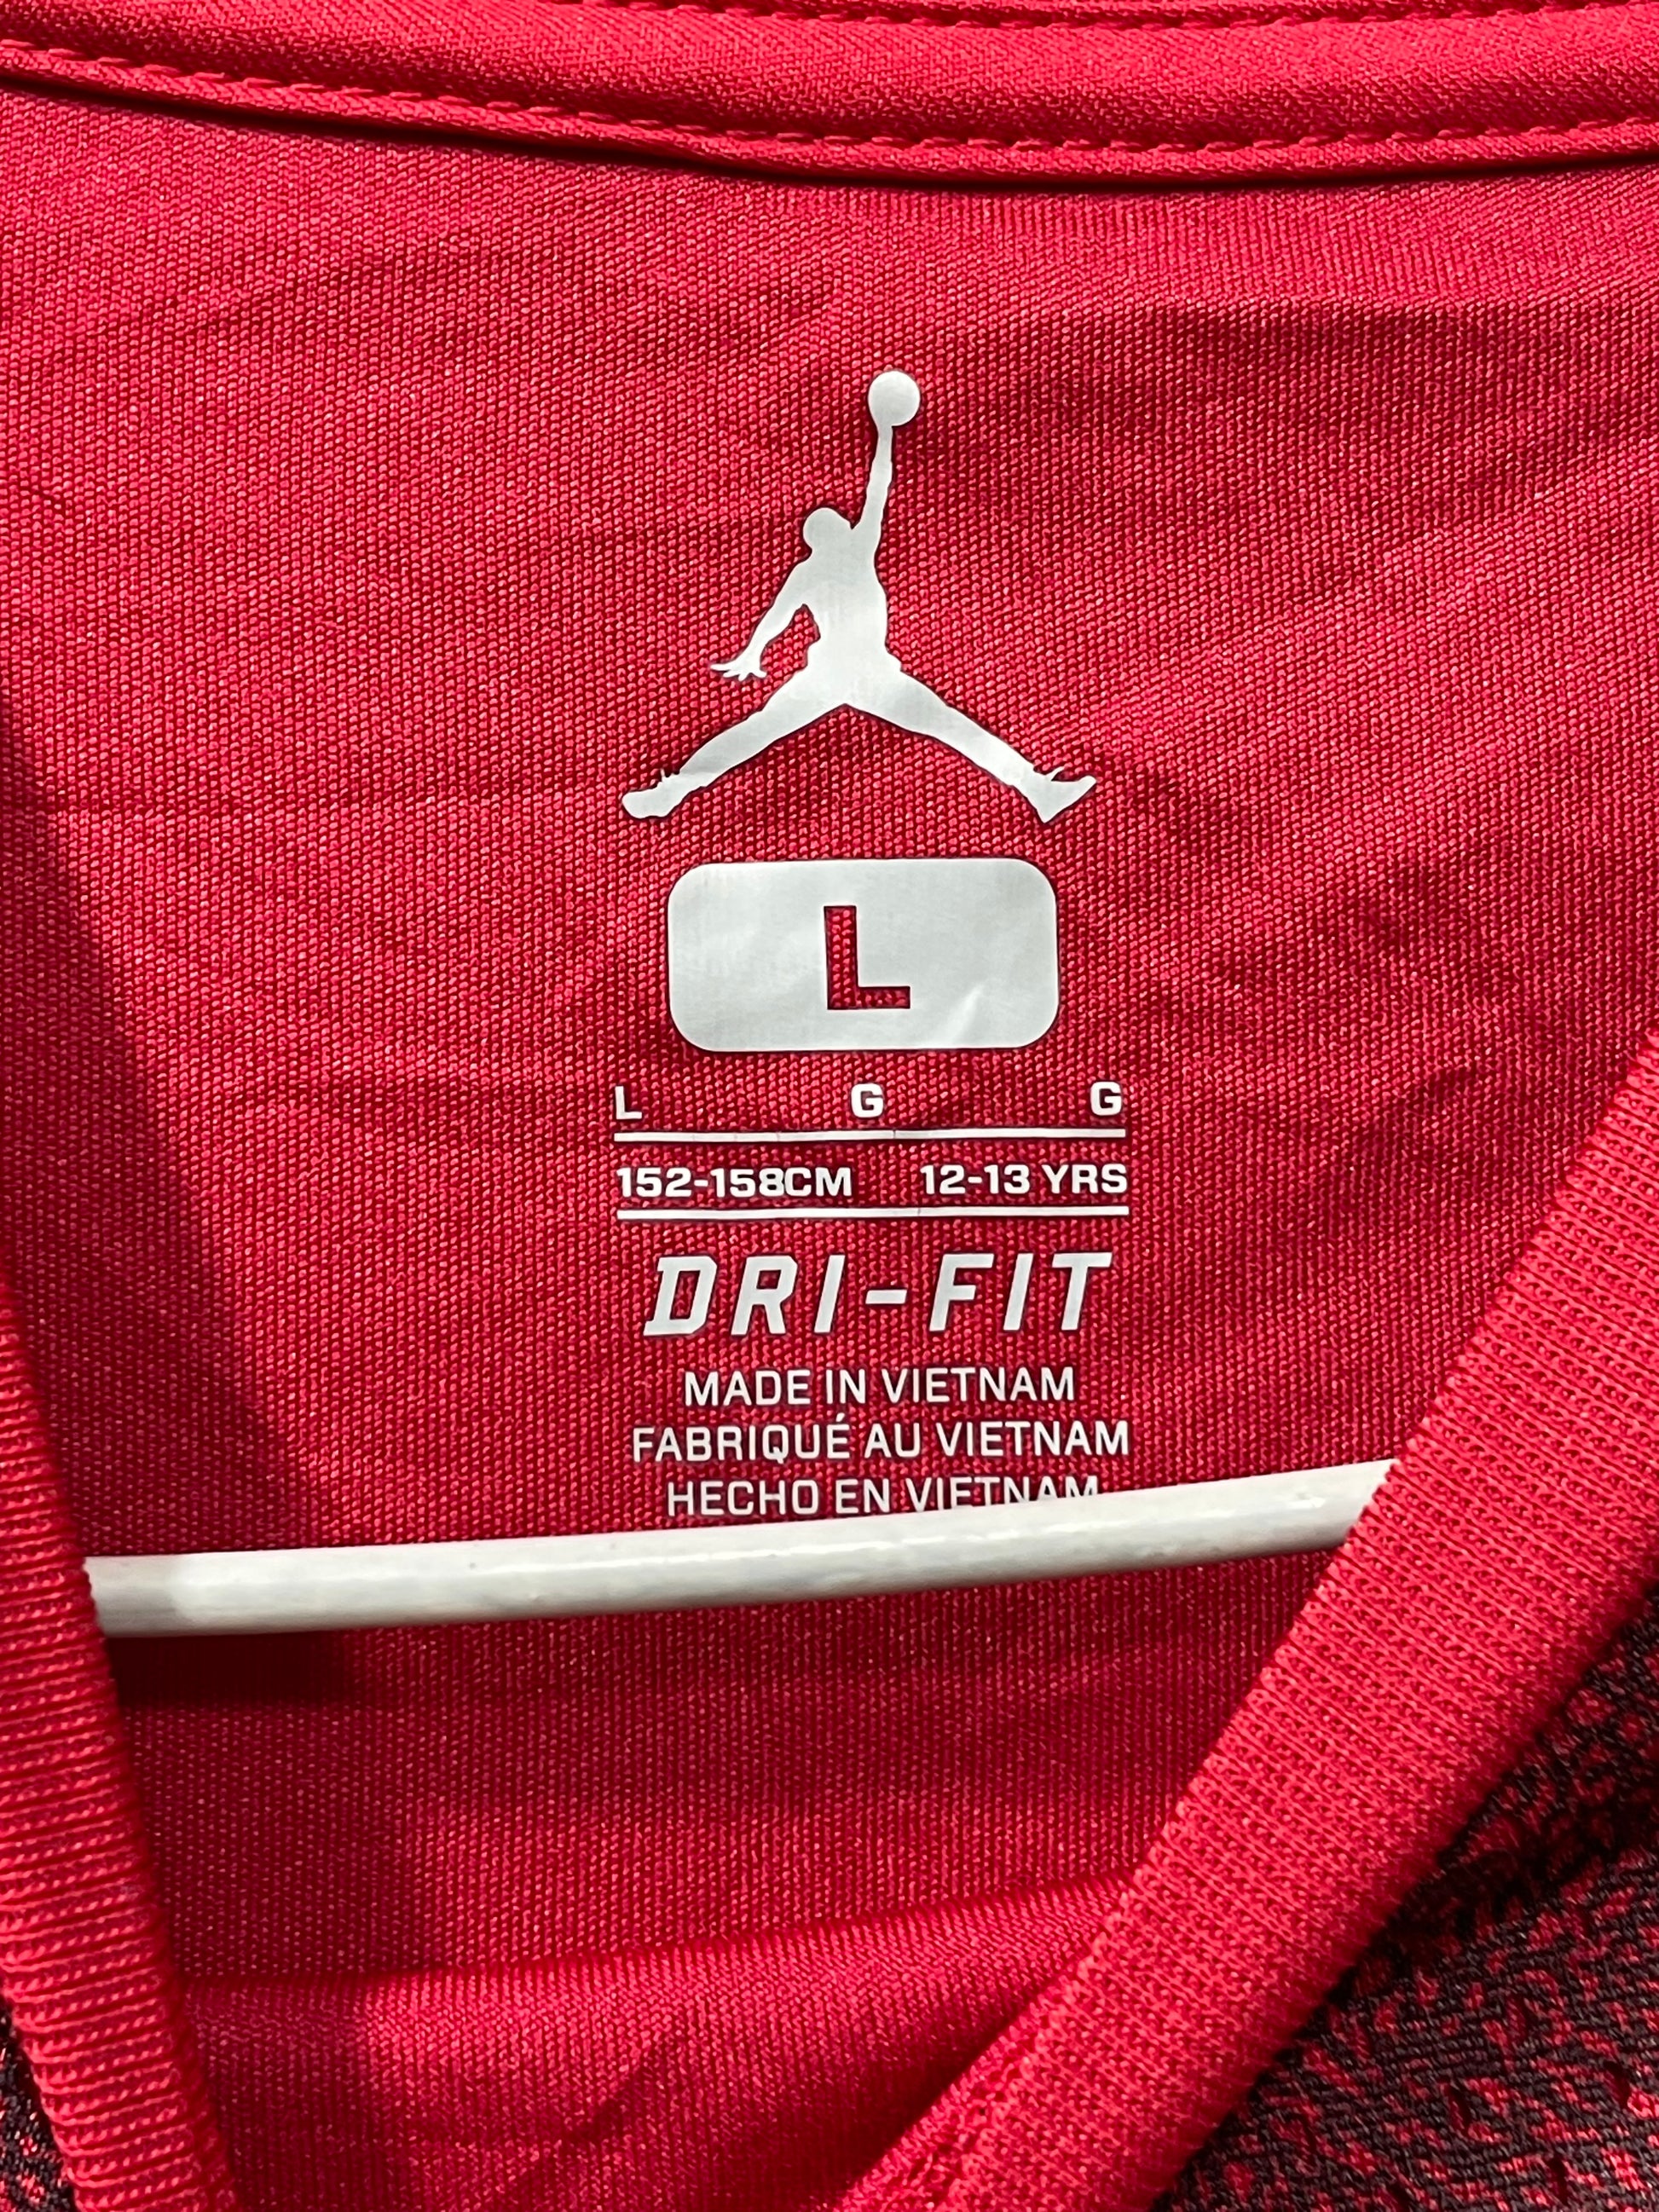 L
L G G
152-158CM 12-13 YRS
DRI-FIT
MADE IN VIETNAM
FABRIQUÉ AU VIETNAM
HECHO EN VIETNAM